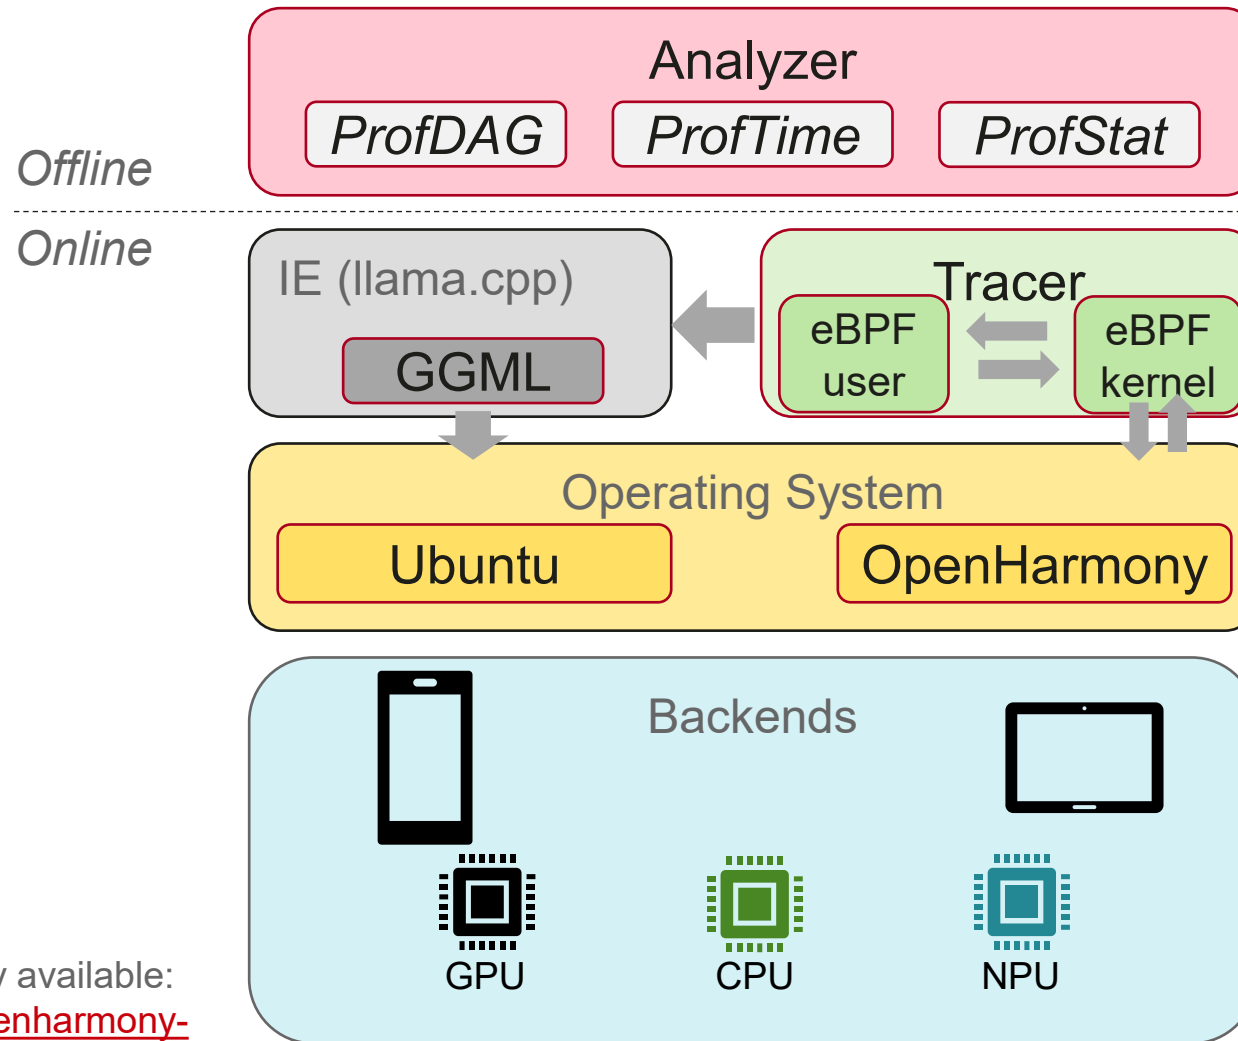 Analyzer
ProfDAG ProfTime ProfStat
Offline
Online
IE (llama.cpp)
GGML
Tracer
eBPF
user
eBPF
kernel
Operating System
Ubuntu OpenHarmony
Backends
GPU CPU NPU
available: